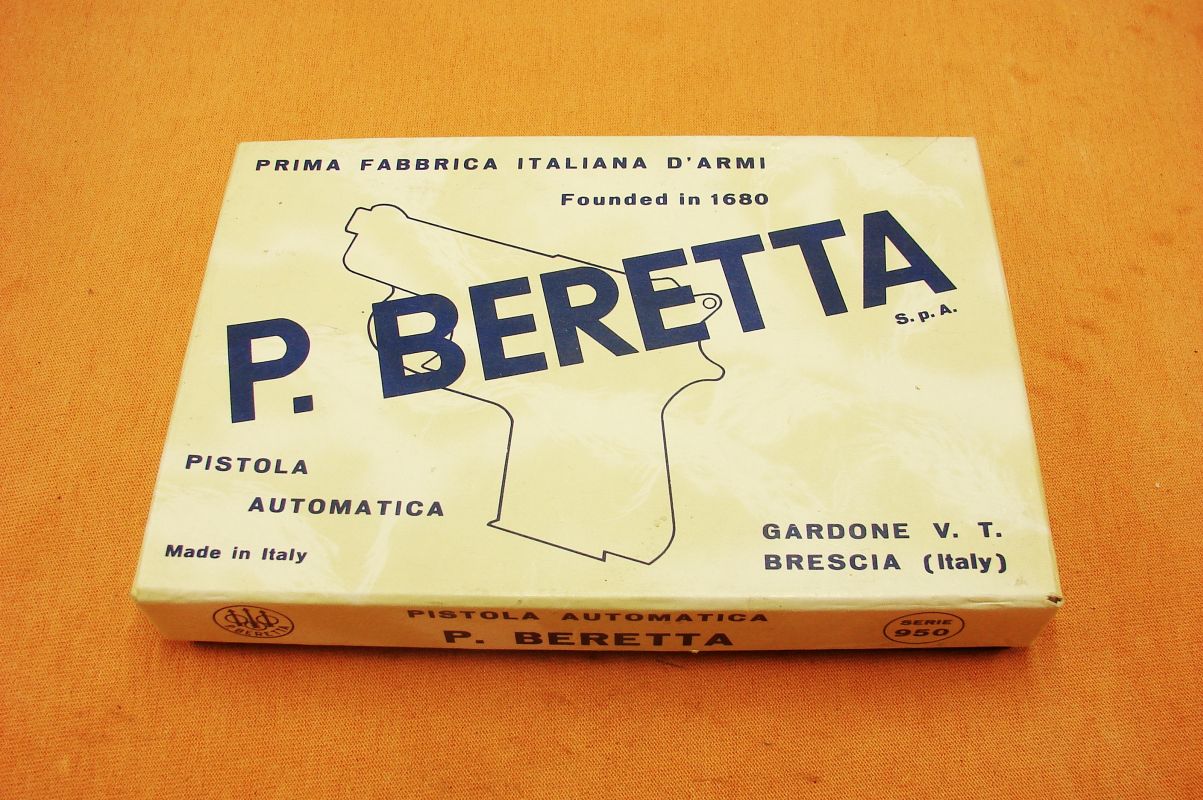 PRIMA FABBRICA ITALIANA D'ARMI
Founded in 1680
P. BERETTA
S. p. A.
PISTOLA
AUTOMATICA
Made in Italy
GARDONE V. T.
BRESCIA (Italy)
P. BERETTA
PISTOLA AUTOMATICA
P. BERETTA
SERIE
950